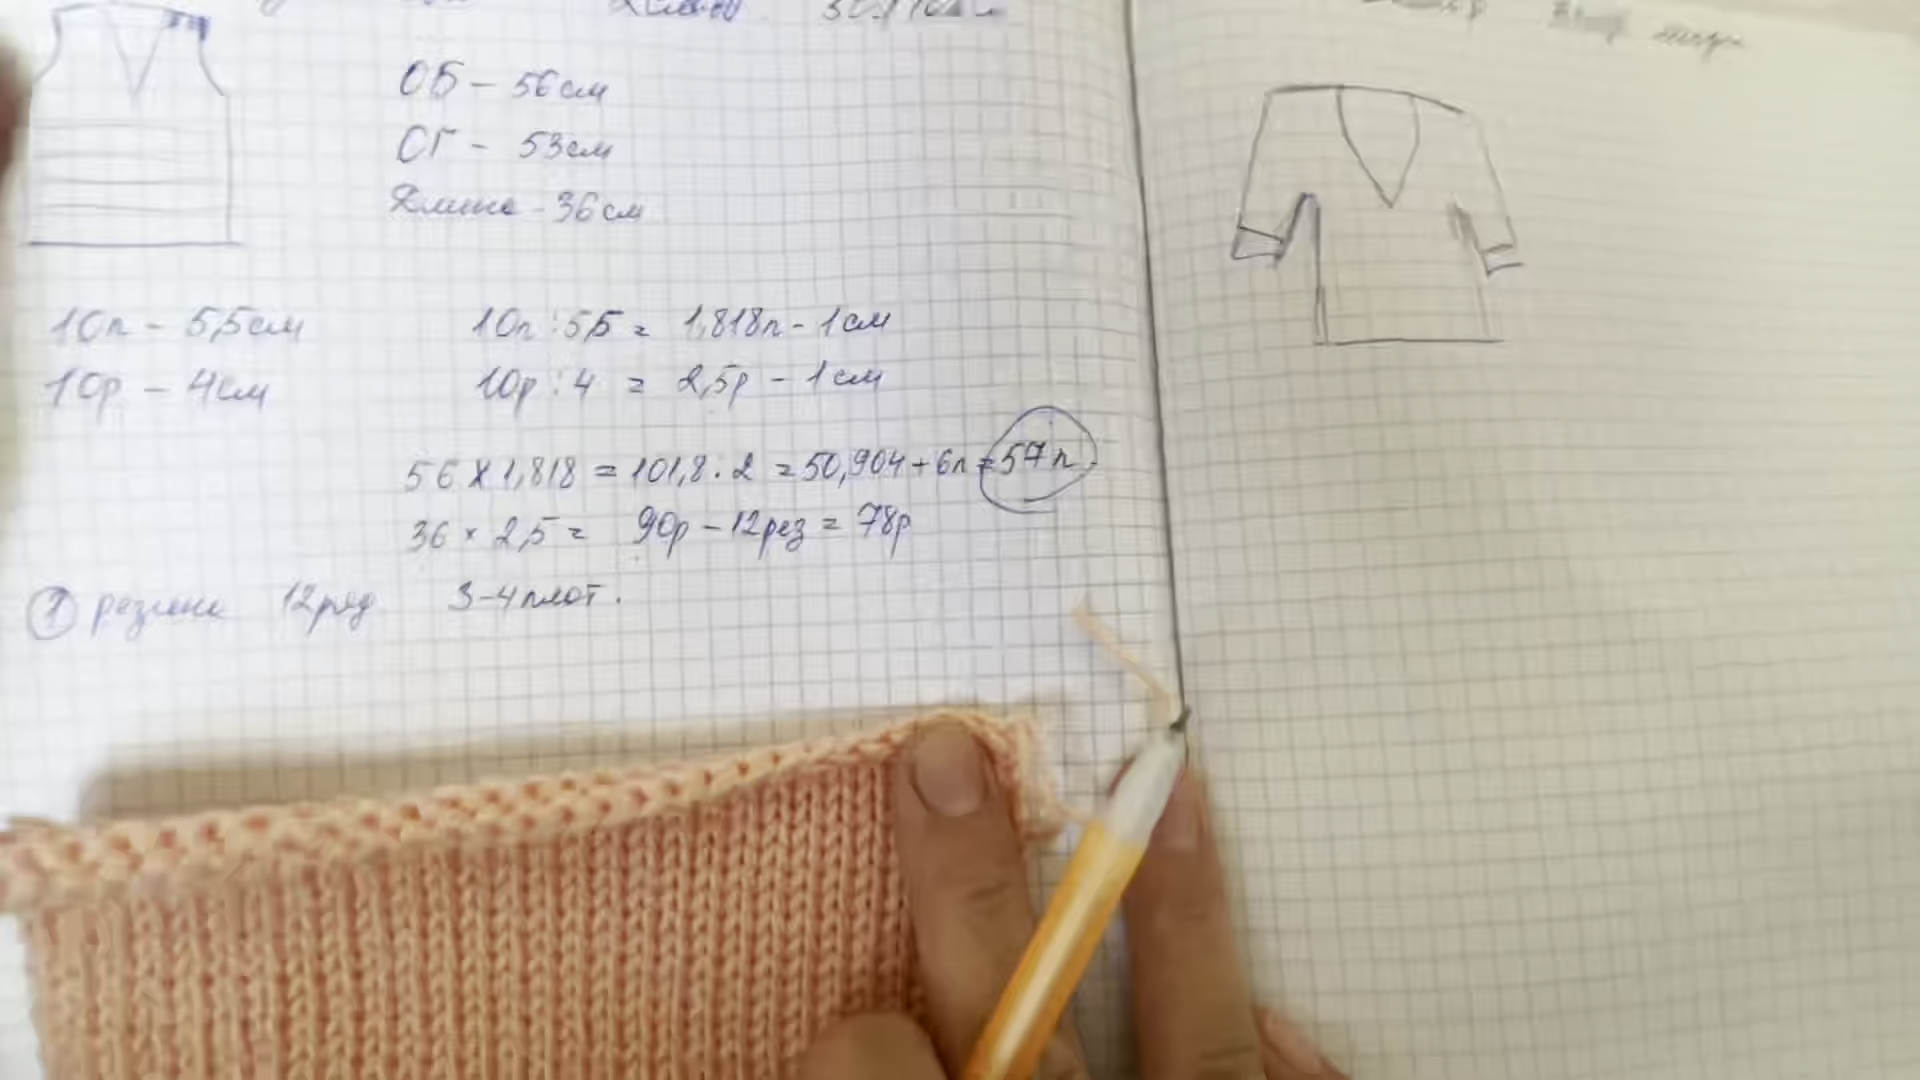 ОБ - 56см
СГ - 53см
Длина - 36см
10п - 5,5см 10п : 5,5 = 1,818п - 1см
10р - 4см 10р : 4 = 2,5р - 1см
56 х 1,818 = 101,8 : 2 = 50,904 + 6п = 57п
36 х 2,5 = 90р - 12рез = 78р
① резинка 12ряд 3-4плот.